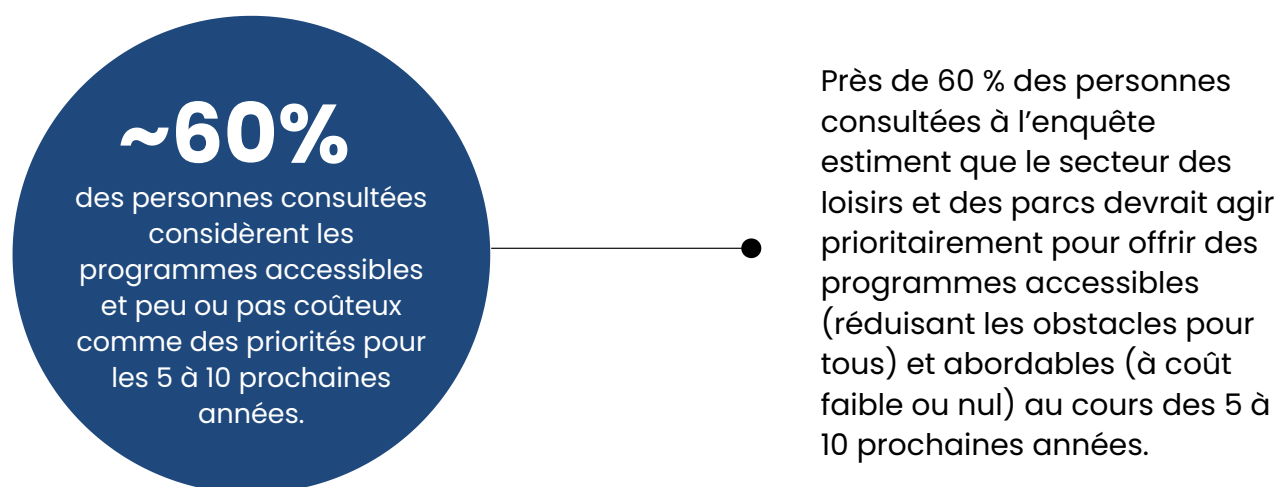 ~60%
des personnes consultées
considèrent les
programmes accessibles
et peu ou pas coûteux
comme des priorités pour
les 5 à 10 prochaines
années.
Près de 60 % des personnes
consultées à l’enquête
estiment que le secteur des
loisirs et des parcs devrait agir
prioritairement pour offrir des
programmes accessibles
(réduisant les obstacles pour
tous) et abordables (à coût
faible ou nul) au cours des 5 à
10 prochaines années.